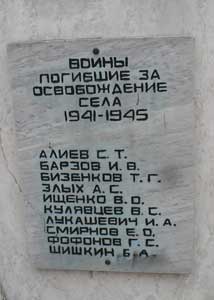 ВОИНЫ
ПОГИБШИЕ ЗА
ОСВОБОЖДЕНИЕ
СЕЛА
1941-1945
АЛИЕВ С. Т.
БАРЗОВ И. В.
БИЗЕНКОВ Т. Г.
ЗЛЫХ А. С.
ИЩЕНКО В. О.
КУЛЯВЦЕВ В. С.
ЛУКАШЕВИЧ И. А.
СМИРНОВ Е. О.
ФОФОНОВ Г. С.
ШИШКИН Б. А.